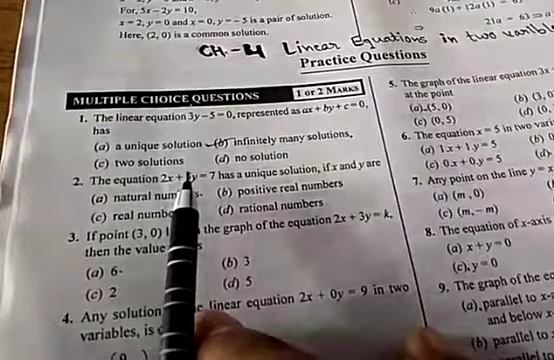 For, 5x – 2y = 10,
x = 2, y = 0 and x = 0, y = – 5 is a pair of solution.
Here, (2, 0) is a common solution.
CH-4 Linear Equations in two
Practice Questions
MULTIPLE CHOICE QUESTIONS 1 or 2 MARKS
1. The linear equation 3y – 5 = 0, represented as ax + by + c = 0,
has
(a) a unique solution (b) infinitely many solutions,
(c) two solutions (d) no solution
2. The equation 2x + y = 7 has a unique solution, if x and y are
(a) natural (b) positive real numbers
(c) real (d) rational numbers
3. If point (3, 0) the graph of the equation 2x + 3y = k,
then the value
(a) 6 (b) 3
(c) 2 (d) 5
4. Any solution linear equation 2x + 0y = 9 in two
variables, is
9a (1) + 12a (1)
21a – 63
5. The graph of the linear equation 3x
at the point
(a) (5, 0) (b) (3, 0
(c) (0, 5) (d) (0
6. The equation x = 5 in two
(a) 1x + 1y = 5 (b)
(c) 0x + 0y = 5 (d)
7. Any point on the line y =
(a) (m, 0)
(c) (m, – m)
8. The equation of x-axis
(a) x + y = 0
(c) y = 0
9. The graph of the
(a) parallel to x-
and below x
(b) parallel to